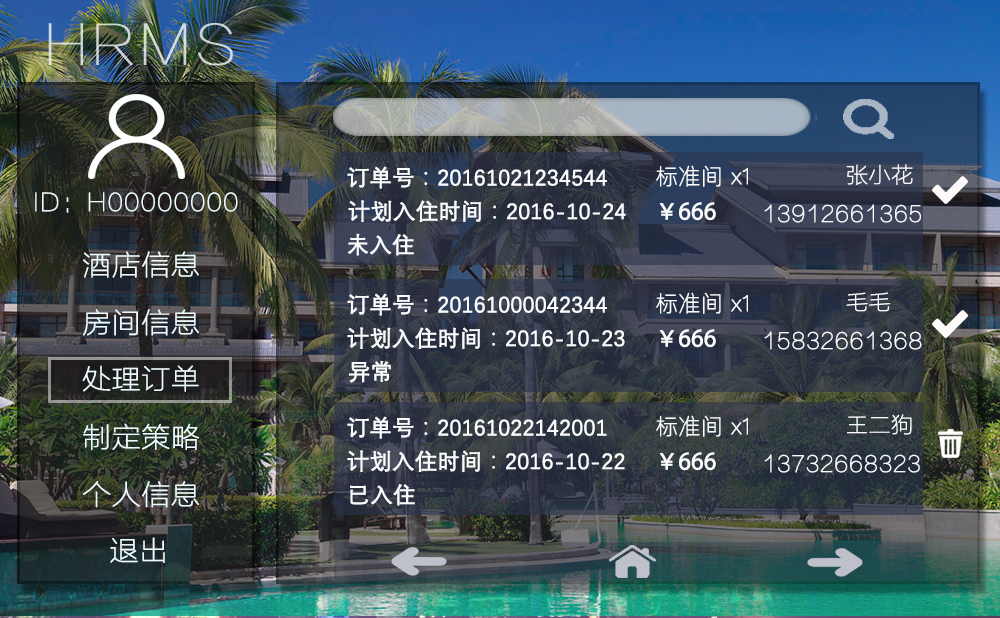 HRMS
ID: H00000000
酒店信息
房间信息
处理订单
制定策略
个人信息
退出
订单号：20161021234544 标准间 x1 张小花
计划入住时间：2016-10-24 ￥666 13912661365
未入住
订单号：20161000042344 标准间 x1 毛毛
计划入住时间：2016-10-23 ￥666 15832661368
异常
订单号：20161022142001 标准间 x1 王二狗
计划入住时间：2016-10-22 ￥666 13732668323
已入住